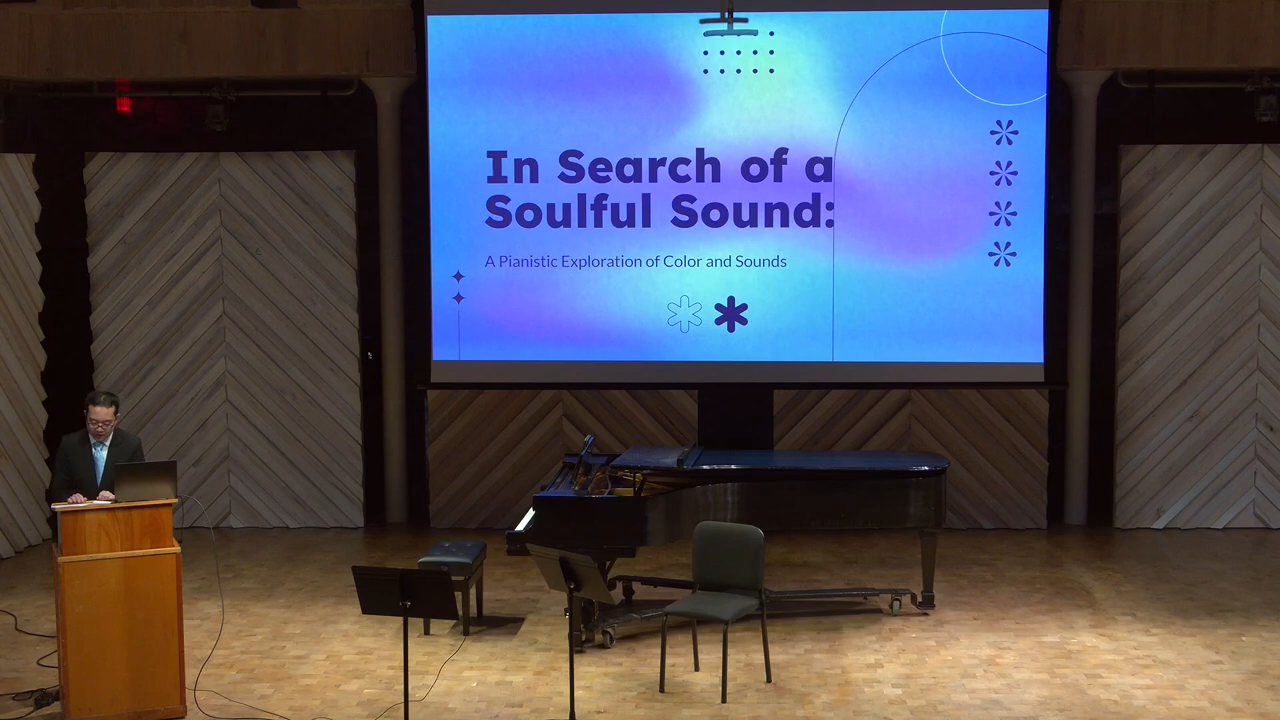 In Search of a
Soulful Sound:
A Pianistic Exploration of Color and Sounds